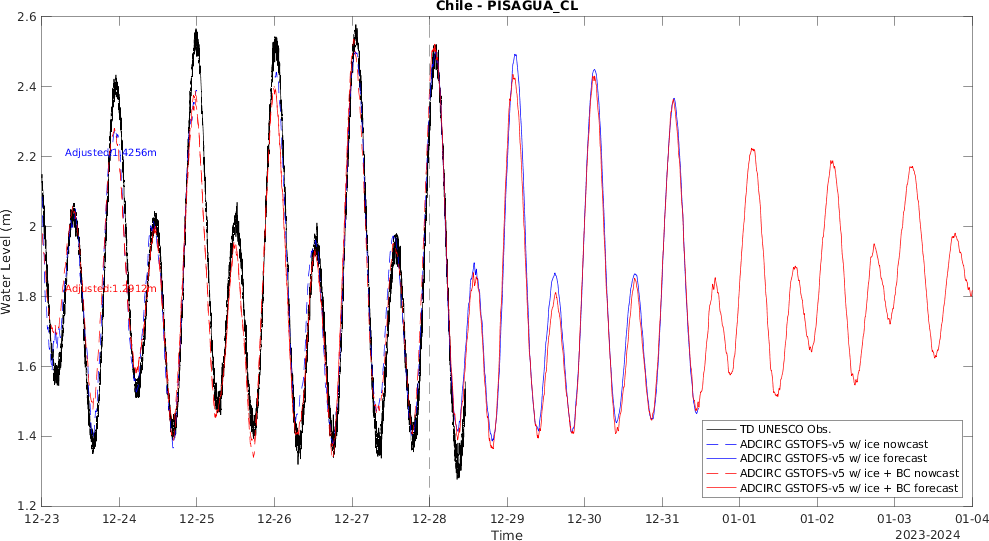 Chile - PISAGUA_CL
2.6
2.4
2.2
2
1.8
1.6
1.4
1.2
Water Level (m)
Adjusted:1.4256m
Adjusted:1.2912m
TD UNESCO Obs.
ADCIRC GSTOFS-v5 w/ ice nowcast
ADCIRC GSTOFS-v5 w/ ice forecast
ADCIRC GSTOFS-v5 w/ ice + BC nowcast
ADCIRC GSTOFS-v5 w/ ice + BC forecast
12-23 12-24 12-25 12-26 12-27 12-28 12-29 12-30 12-31 01-01 01-02 01-03 01-04
Time
2023-2024